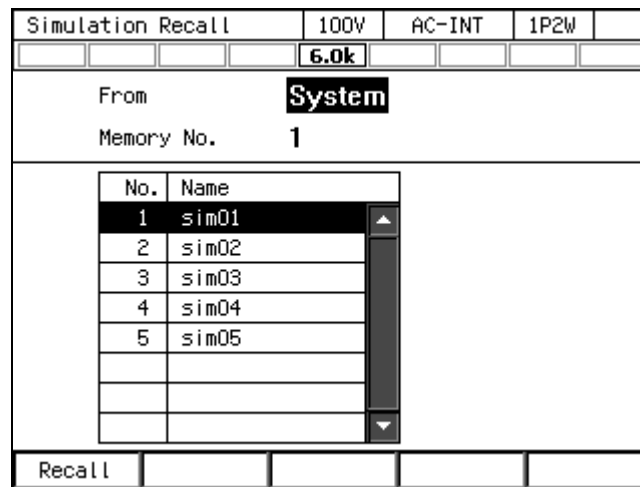 Simulation Recall 100V AC-INT 1P2W
6.0k
From System
Memory No. 1
No. Name
1 sim01
2 sim02
3 sim03
4 sim04
5 sim05
Recall